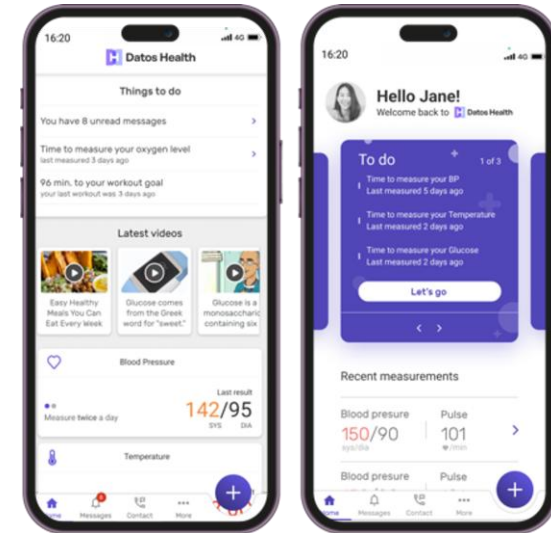 16:20
4G
Datos Health
Things to do
You have 8 unread messages
Time to measure your oxygen level
last measured 3 days ago
96 min. to your workout goal
your last workout was 3 days ago
Latest videos
Easy Healthy
Meals You Can
Eat Every Week
Glucose comes
from the Greek
word for "sweet."
Glucose is a
monosaccharic
containing six
Blood Pressure
Last result
Measure twice a day
142/95
SYS DIA
Temperature
Messages
Contact
More
+
16:20
4G
Hello Jane!
Welcome back to Datos Health
To do
1 of 3
Time to measure your BP
Last measured 5 days ago
Time to measure your Temperature
Last measured 2 days ago
Time to measure your Glucose
Last measured 2 days ago
Let's go
Recent measurements
Blood presure Pulse
150/90 101
sys/dia /min
Blood presure Pulse
Messages
Contact
More
+